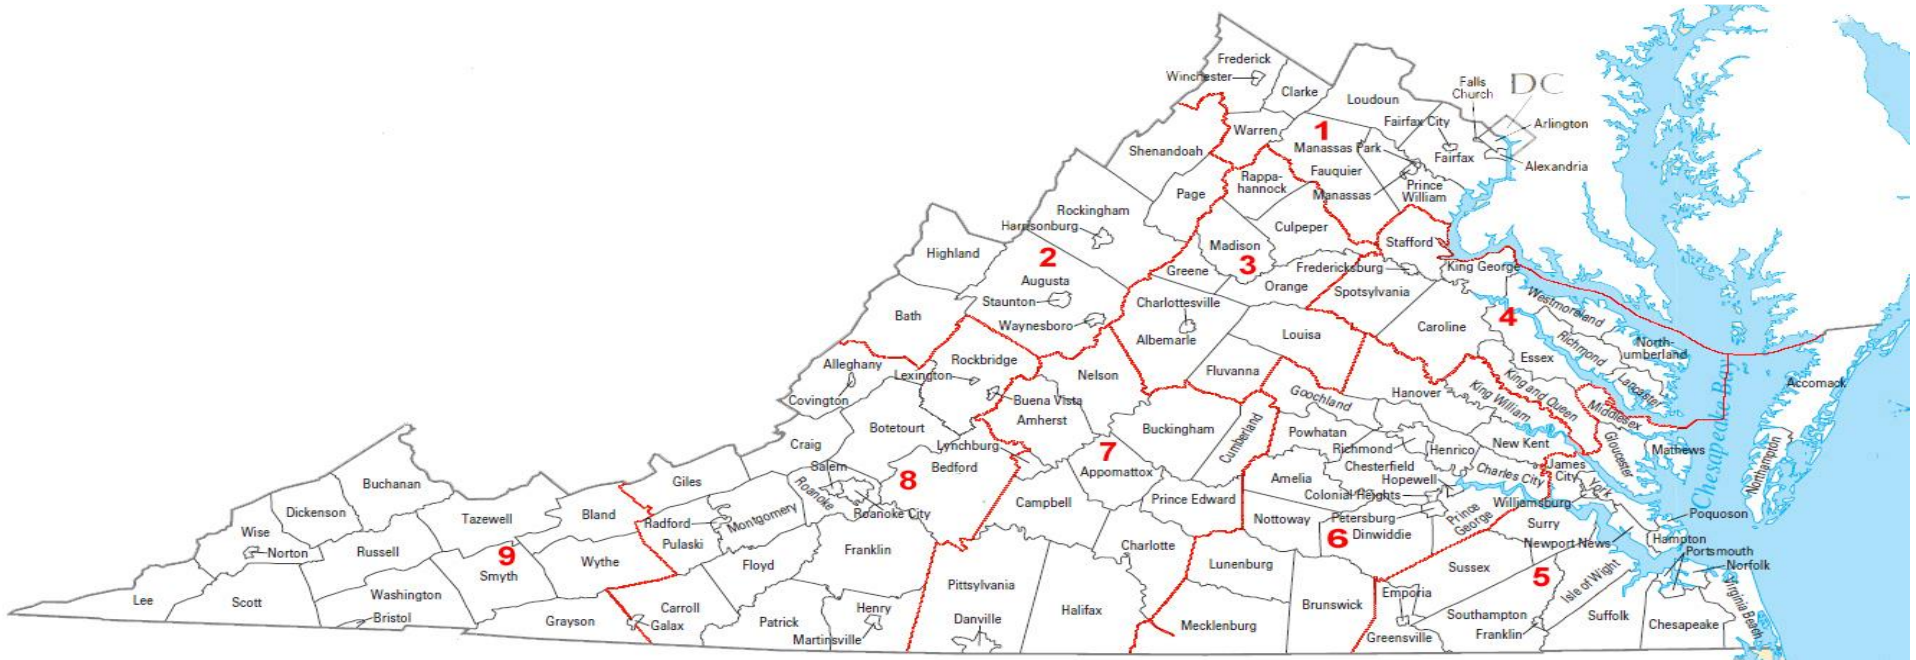 Frederick
Winchester
Clarke
Loudoun
Falls
Church
DC
Fairfax City
Arlington
Warren
1
Manassas Park
Fairfax
Alexandria
Shenandoah
Fauquier
Rappa-
hannock
Page
Manassas
Prince
William
Rockingham
Harrisonburg
Culpeper
Madison
Stafford
Highland
2
3
Greene
Fredericksburg
King George
Augusta
Orange
Spotsylvania
Staunton
Charlottesville
Westmoreland
Bath
Waynesboro
Albemarle
Louisa
Caroline
4
Richmond
North-
umberland
Essex
Rockbridge
Alleghany
Lexington
Nelson
Fluvanna
Lancaster
Accomack
Chesapeake Bay
Covington
Buena Vista
Goochland
Hanover
King and Queen
King William
Middlesex
Amherst
Botetourt
Buckingham
Cumberland
Powhatan
Craig
Lynchburg
7
Richmond
Henrico
New Kent
Gloucester
Mathews
Northampton
Salem
Bedford
Appomattox
Chesterfield
James
City
Buchanan
Giles
Roanoke
8
Amelia
Hopewell
Charles City
York
Colonial Heights
Dickenson
Tazewell
Bland
Radford
Montgomery
Roanoke City
Campbell
Prince Edward
Nottoway
Petersburg
Prince
George
Williamsburg
Poquoson
Wise
Norton
Russell
Pulaski
Franklin
Charlotte
6
Dinwiddie
Surry
Newport News
Hampton
Portsmouth
9
Smyth
Wythe
Floyd
Pittsylvania
Lunenburg
Sussex
5
Isle of Wight
Norfolk
Lee
Scott
Washington
Bristol
Grayson
Carroll
Galax
Patrick
Henry
Martinsville
Danville
Halifax
Mecklenburg
Brunswick
Emporia
Greensville
Southampton
Franklin
Suffolk
Chesapeake
Virginia Beach